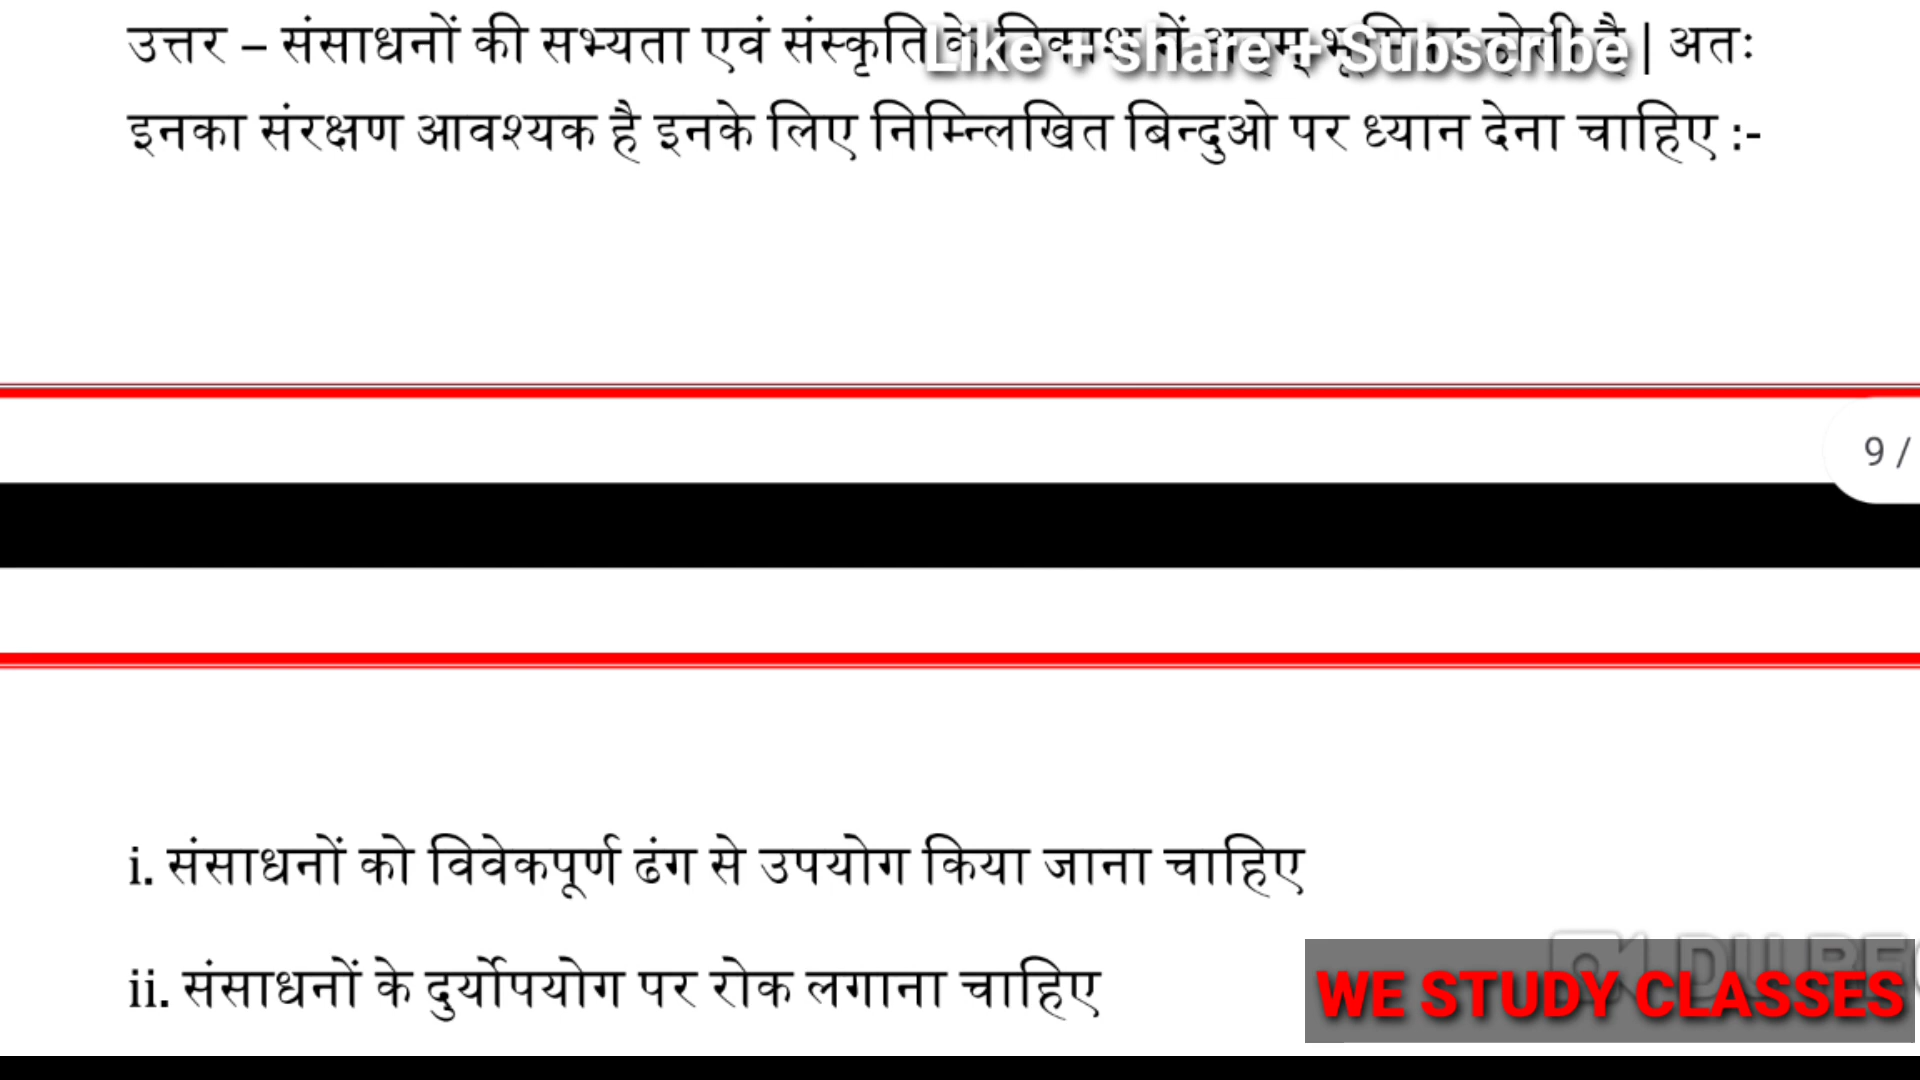 उत्तर – संसाधनों की सभ्यता एवं संस्कृति के विकाश में अहम् भूमिका होती है | अतः
Like + share + Subscribe
इनका संरक्षण आवश्यक है इनके लिए निम्न्लिखित बिन्दुओ पर ध्यान देना चाहिए :-
9 /
i. संसाधनों को विवेकपूर्ण ढंग से उपयोग किया जाना चाहिए
ii. संसाधनों के दुर्योपयोग पर रोक लगाना चाहिए
WE STUDY CLASSES